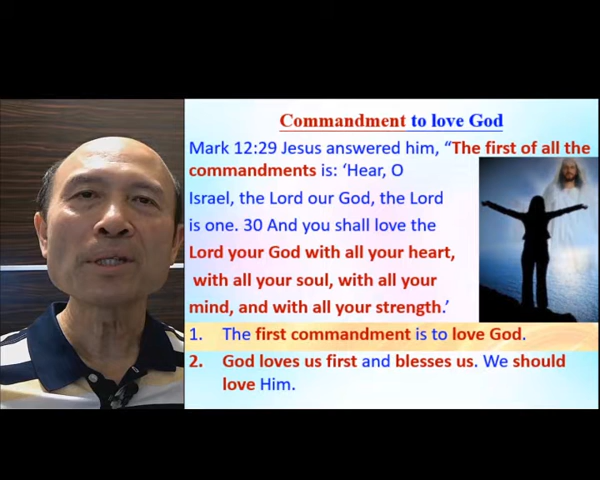 Commandment to love God
Mark 12:29 Jesus answered him, “The first of all the
commandments is: ‘Hear, O
Israel, the Lord our God, the Lord
is one. 30 And you shall love the
Lord your God with all your heart,
with all your soul, with all your
mind, and with all your strength.’
1. The first commandment is to love God.
2. God loves us first and blesses us. We should
love Him.